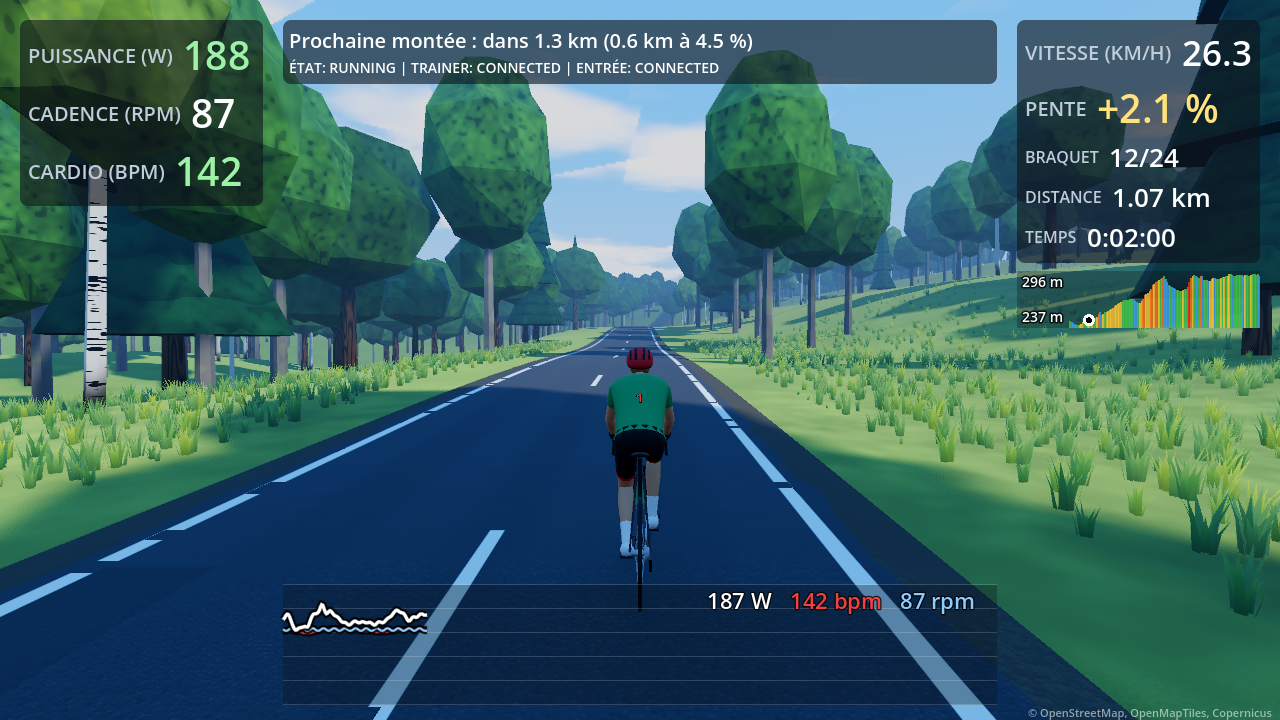 PUISSANCE (W) 188
CADENCE (RPM) 87
CARDIO (BPM) 142
Prochaine montée : dans 1.3 km (0.6 km à 4.5 %)
ÉTAT: RUNNING | TRAINER: CONNECTED | ENTRÉE: CONNECTED
VITESSE (KM/H) 26.3
PENTE +2.1 %
BRAQUET 12/24
DISTANCE 1.07 km
TEMPS 0:02:00
296 m
237 m
1
187 W 142 bpm 87 rpm
© OpenStreetMap, OpenMapTiles, Copernicus